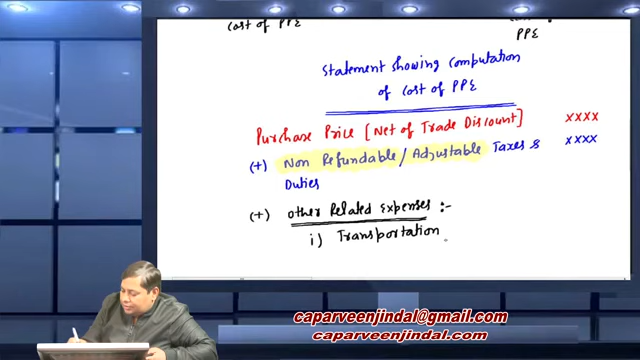 cost of PPE
PPE
Statement showing computation
of cost of PPE
Purchase Price [Net of Trade Discount] XXXX
(+) Non Refundable / Adjustable Taxes & XXXX
Duties
(+) other Related Expenses :-
i) Transportation
caparveenjindal@gmail.com
caparveenjindal.com